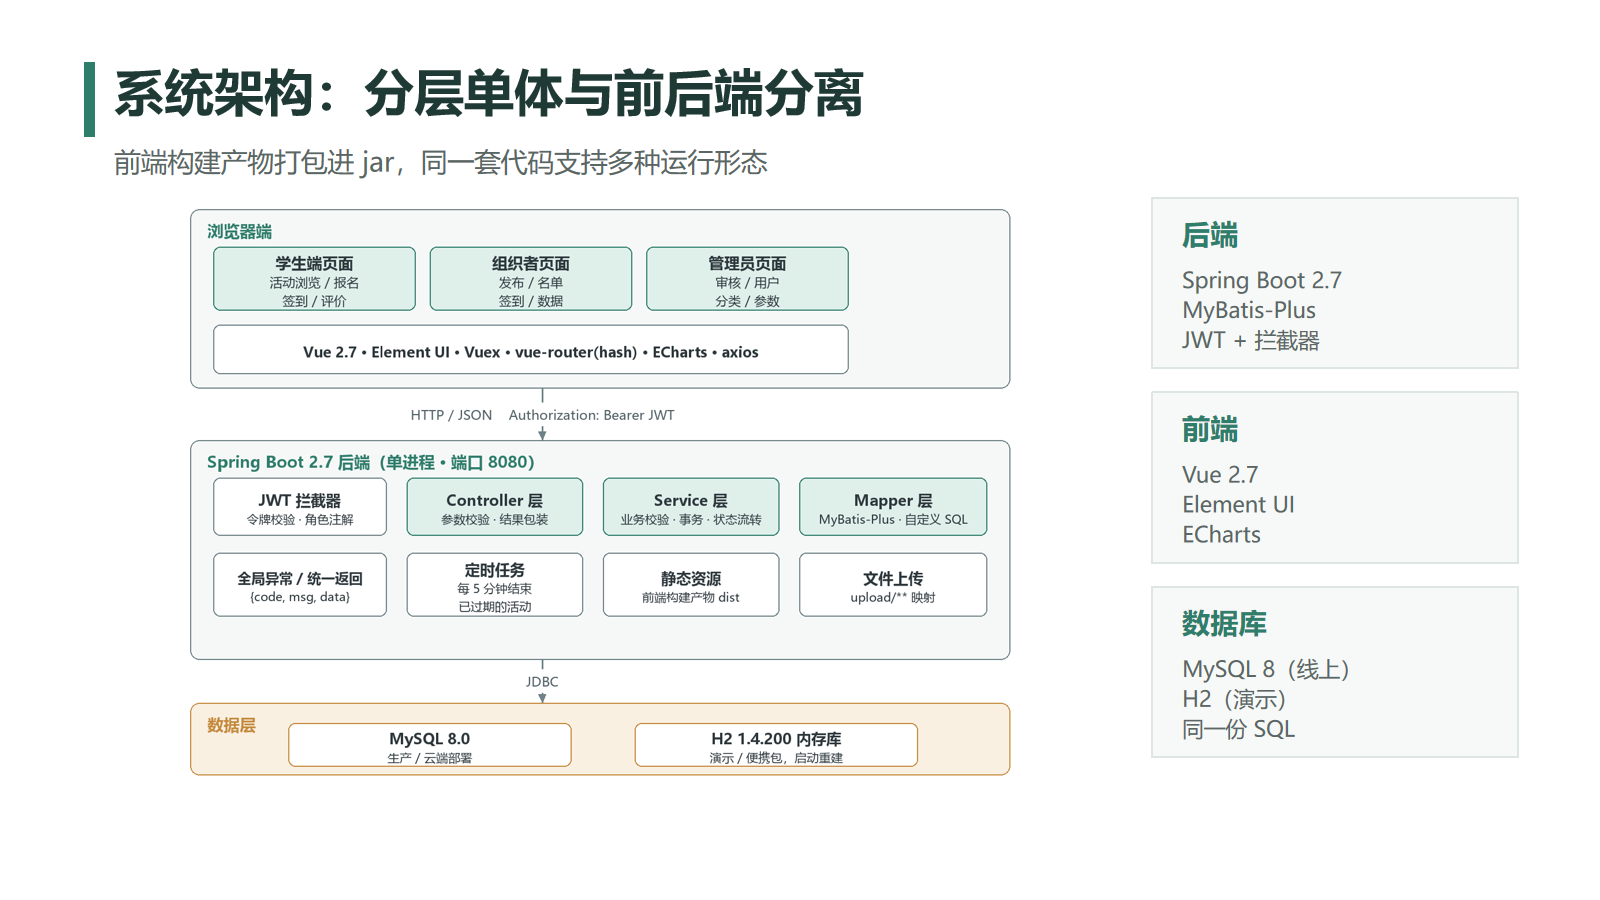 系统架构：分层单体与前后端分离
前端构建产物打包进 jar，同一套代码支持多种运行形态
浏览器端
学生端页面
活动浏览 / 报名
签到 / 评价
组织者页面
发布 / 名单
签到 / 数据
管理员页面
审核 / 用户
分类 / 参数
Vue 2.7 • Element UI • Vuex • vue-router(hash) • ECharts • axios
HTTP / JSON    Authorization: Bearer JWT
Spring Boot 2.7 后端（单进程 • 端口 8080）
JWT 拦截器
令牌校验 · 角色注解
Controller 层
参数校验 · 结果包装
Service 层
业务校验 · 事务 · 状态流转
Mapper 层
MyBatis-Plus · 自定义 SQL
全局异常 / 统一返回
{code, msg, data}
定时任务
每 5 分钟结束
已过期的活动
静态资源
前端构建产物 dist
文件上传
upload/** 映射
JDBC
数据层
MySQL 8.0
生产 / 云端部署
H2 1.4.200 内存库
演示 / 便携包，启动重建
后端
Spring Boot 2.7
MyBatis-Plus
JWT + 拦截器
前端
Vue 2.7
Element UI
ECharts
数据库
MySQL 8（线上）
H2（演示）
同一份 SQL